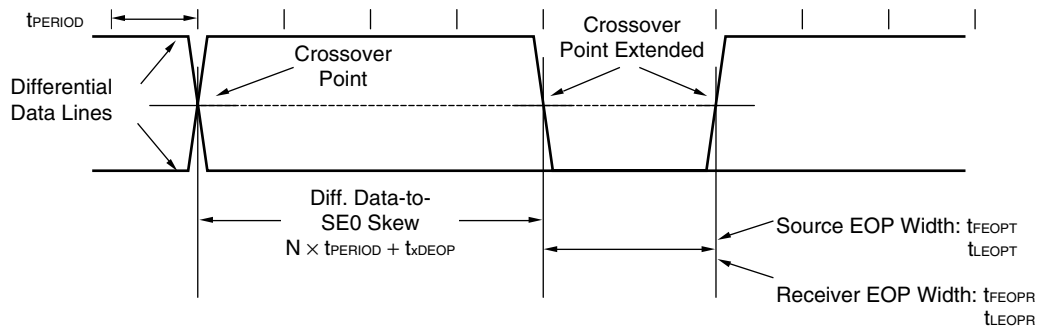 tPERIOD
Crossover
Point
Crossover
Point Extended
Differential
Data Lines
Diff. Data-to-
SE0 Skew
N × tPERIOD + txDEOP
Source EOP Width: tFEOPT
tLEOPT
Receiver EOP Width: tFEOPR
tLEOPR